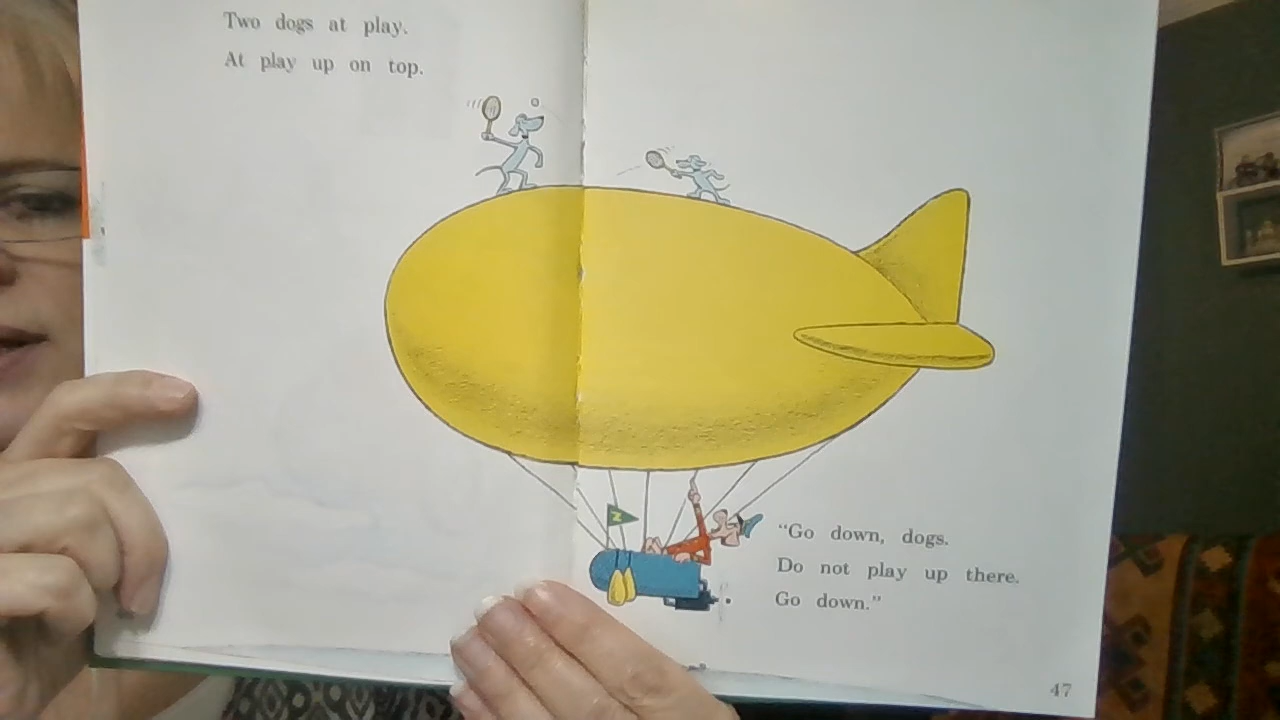 Two dogs at play.
At play up on top.
Z
“Go down, dogs.
Do not play up there.
Go down.”
47